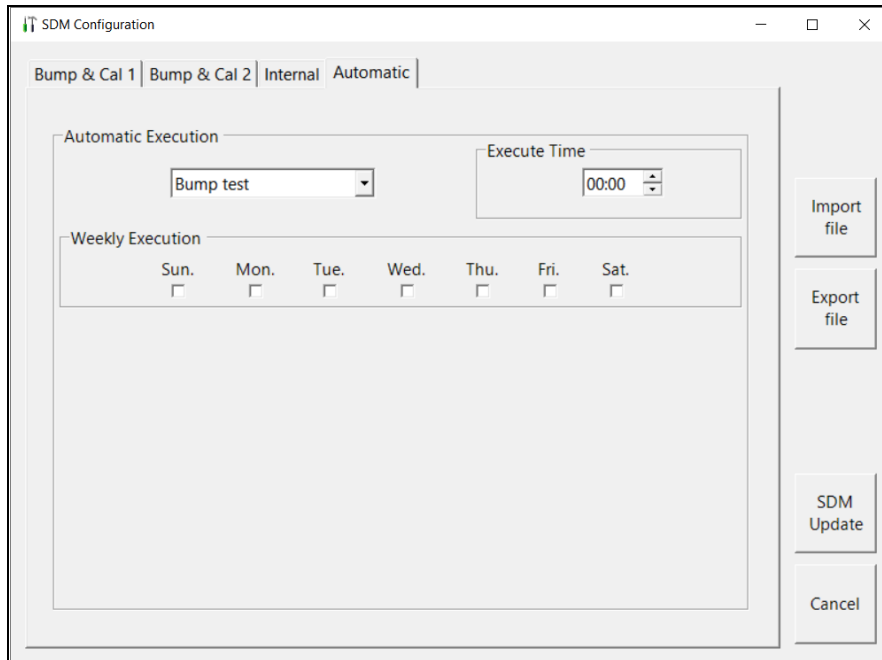 SDM Configuration
Bump & Cal 1 Bump & Cal 2 Internal Automatic
Automatic Execution
Execute Time
Bump test
00:00
Weekly Execution
Sun. Mon. Tue. Wed. Thu. Fri. Sat.
Import
file
Export
file
SDM
Update
Cancel